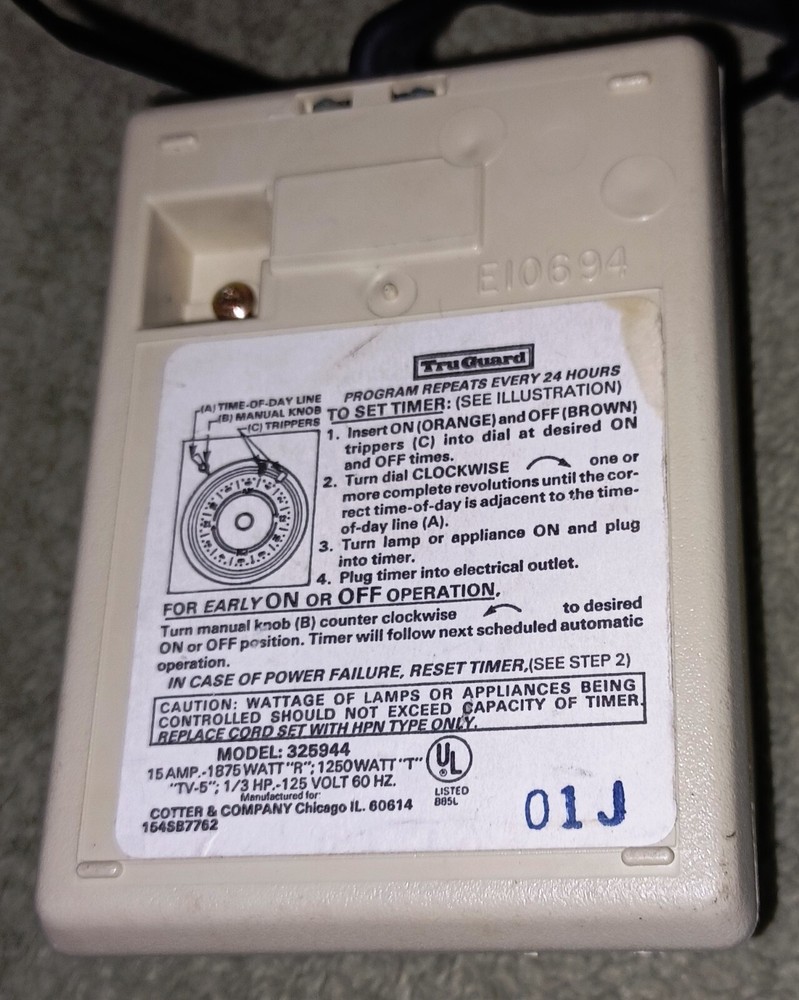 E10694
Tru Guard
PROGRAM REPEATS EVERY 24 HOURS
(A) TIME-OF-DAY LINE
(B) MANUAL KNOB
(C) TRIPPERS
TO SET TIMER: (SEE ILLUSTRATION)
1. Insert ON (ORANGE) and OFF (BROWN)
trippers (C) into dial at desired ON
and OFF times.
2. Turn dial CLOCKWISE one or
more complete revolutions until the cor-
rect time-of-day is adjacent to the time-
of-day line (A).
3. Turn lamp or appliance ON and plug
into timer.
4. Plug timer into electrical outlet.
FOR EARLY ON OR OFF OPERATION.
Turn manual knob (B) counter clockwise to desired
ON or OFF position. Timer will follow next scheduled automatic
operation.
IN CASE OF POWER FAILURE, RESET TIMER.(SEE STEP 2)
CAUTION: WATTAGE OF LAMPS OR APPLIANCES BEING
CONTROLLED SHOULD NOT EXCEED CAPACITY OF TIMER.
REPLACE CORD SET WITH HPN TYPE ONLY.
MODEL: 325944
15 AMP.-1875 WATT "R"; 1250 WATT "T"
"TV-5"; 1/3 HP.-125 VOLT 60 HZ.
Manufactured for:
COTTER & COMPANY Chicago IL. 60614
154SB7762
UL
®
LISTED
885L
01J